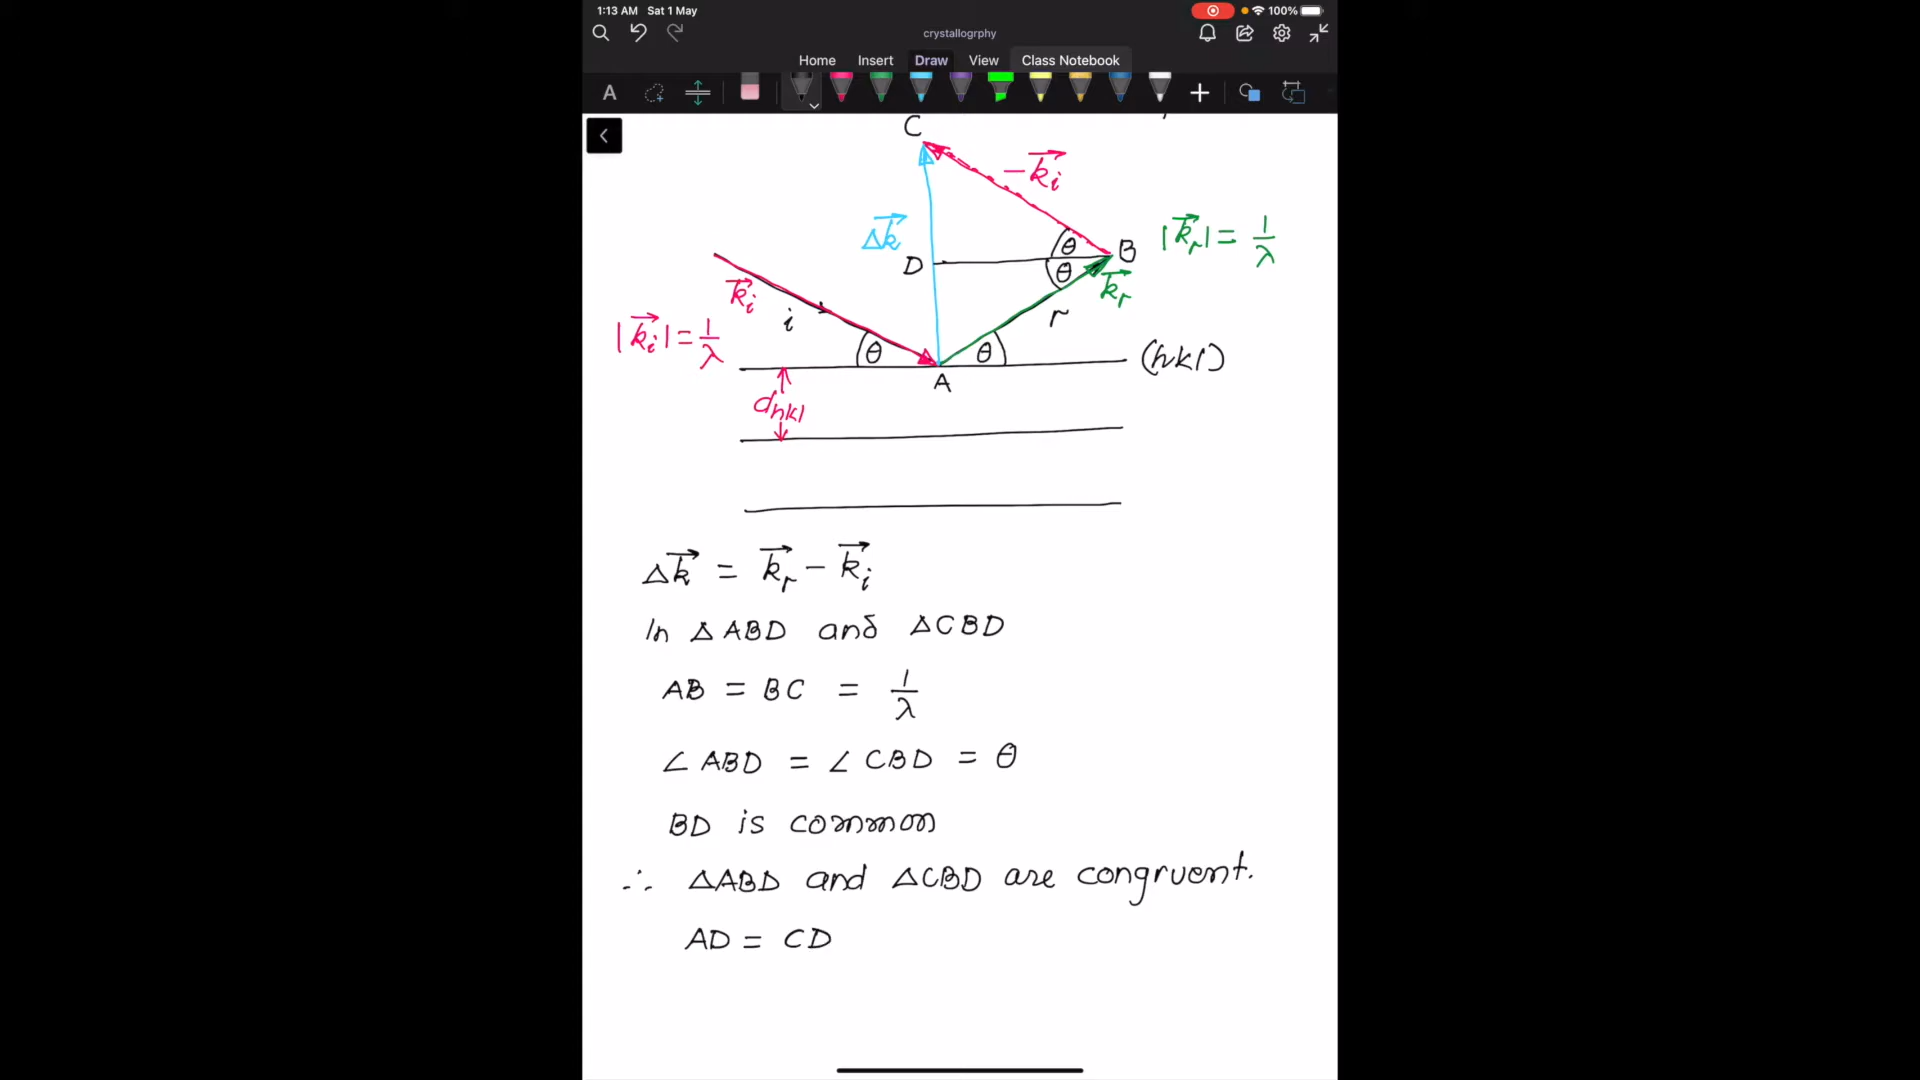 1:13 AM Sat 1 May
100%
crystallogrphy
Home Insert Draw View Class Notebook
A
C
-k⃗i
Δk⃗
|k⃗r| = 1/λ
D θ B
θ
k⃗i
k⃗r
i
r
|k⃗i| = 1/λ
θ θ (hkl)
A
dhkl
Δk⃗ = k⃗r - k⃗i
In Δ ABD and ΔCBD
AB = BC = 1/λ
∠ ABD = ∠ CBD = θ
BD is common
∴ ΔABD and ΔCBD are congruent.
AD = CD